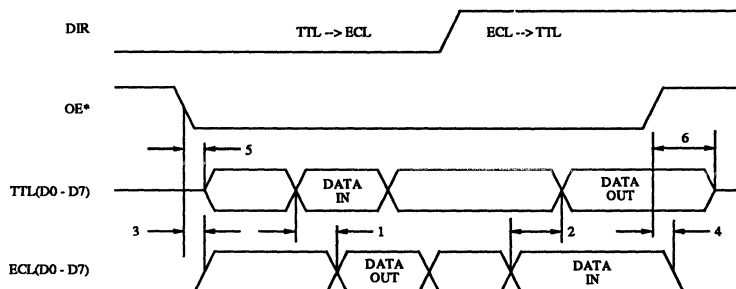 DIR
TTL --> ECL
ECL --> TTL
OE*
5
6
TTL(D0 - D7)
DATA
IN
DATA
OUT
3
1
2
4
ECL(D0 - D7)
DATA
OUT
DATA
IN